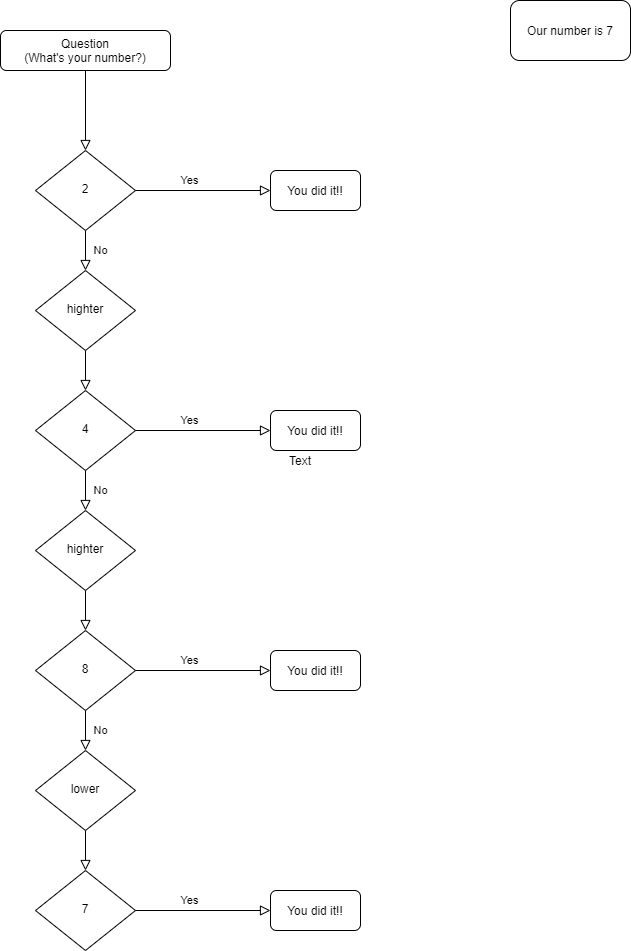 Our number is 7
Question
(What's your number?)
2
Yes
You did it!!
No
highter
4
Yes
You did it!!
Text
No
highter
8
Yes
You did it!!
No
lower
7
Yes
You did it!!